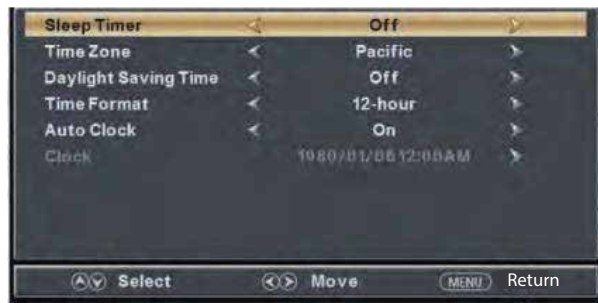 Sleep Timer Off
Time Zone Pacific
Daylight Saving Time Off
Time Format 12-hour
Auto Clock On
Clock 1980/01/06 12:00AM
Select Move MENU Return